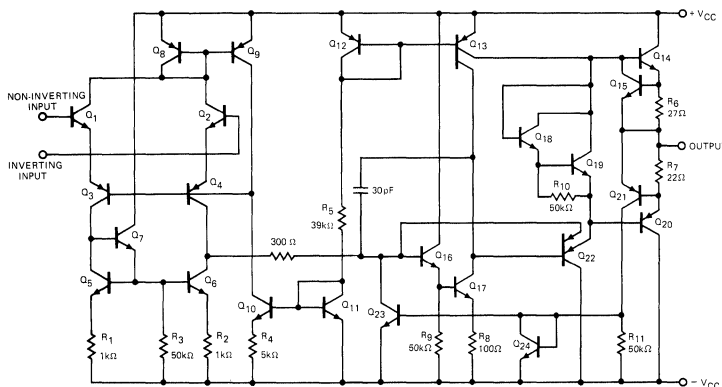 + VCC
Q8
Q9
Q12
Q13
Q14
Q15
NON-INVERTING
INPUT
Q1
Q2
R6
27Ω
Q18
OUTPUT
INVERTING
INPUT
Q19
R7
22Ω
Q3
Q4
30pF
R10
50kΩ
Q21
R5
39kΩ
Q20
Q7
300 Ω
Q16
Q22
Q5
Q6
Q17
Q10
Q11
Q23
R1
1kΩ
R3
50kΩ
R2
1kΩ
R4
5kΩ
R9
50kΩ
R8
100Ω
Q24
R11
50kΩ
− VCC